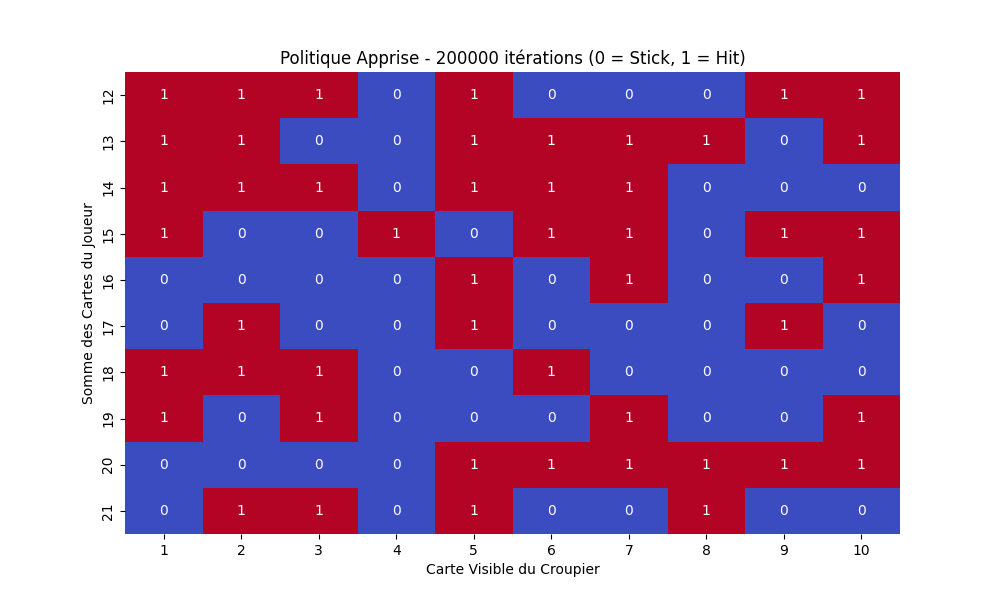 Politique Apprise - 200000 itérations (0 = Stick, 1 = Hit)
Somme des Cartes du Joueur
12 1 1 1 0 1 0 0 0 1 1
13 1 1 0 0 1 1 1 1 0 1
14 1 1 1 0 1 1 1 0 0 0
15 1 0 0 1 0 1 1 0 1 1
16 0 0 0 0 1 0 1 0 0 1
17 0 1 0 0 1 0 0 0 1 0
18 1 1 1 0 0 1 0 0 0 0
19 1 0 1 0 0 0 1 0 0 1
20 0 0 0 0 1 1 1 1 1 1
21 0 1 1 0 1 0 0 1 0 0
1 2 3 4 5 6 7 8 9 10
Carte Visible du Croupier